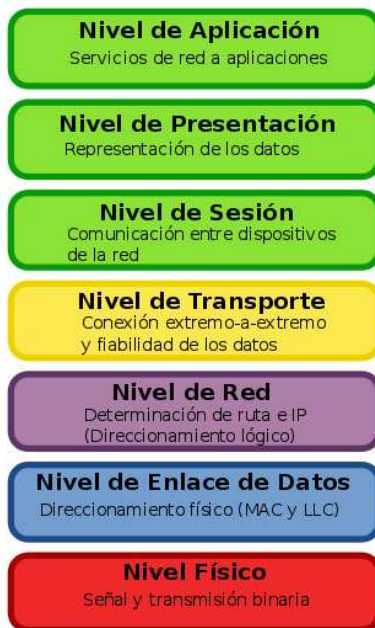 Nivel de Aplicación
Servicios de red a aplicaciones
Nivel de Presentación
Representación de los datos
Nivel de Sesión
Comunicación entre dispositivos
de la red
Nivel de Transporte
Conexión extremo-a-extremo
y fiabilidad de los datos
Nivel de Red
Determinación de ruta e IP
(Direccionamiento lógico)
Nivel de Enlace de Datos
Direccionamiento físico (MAC y LLC)
Nivel Físico
Señal y transmisión binaria